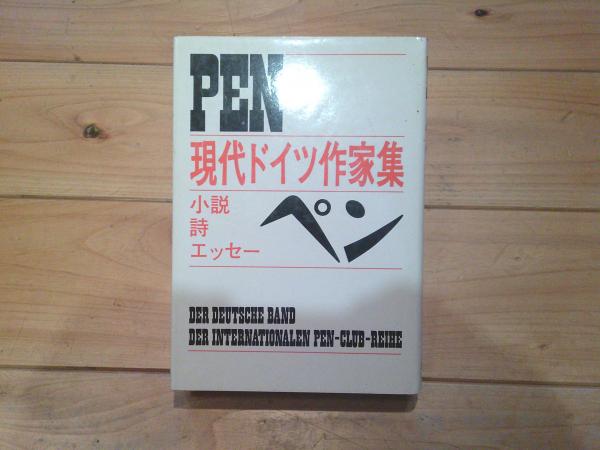 PEN
現代ドイツ作家集
小説
詩
エッセー
ペン
DER DEUTSCHE BAND
DER INTERNATIONALEN PEN-CLUB-REIHE